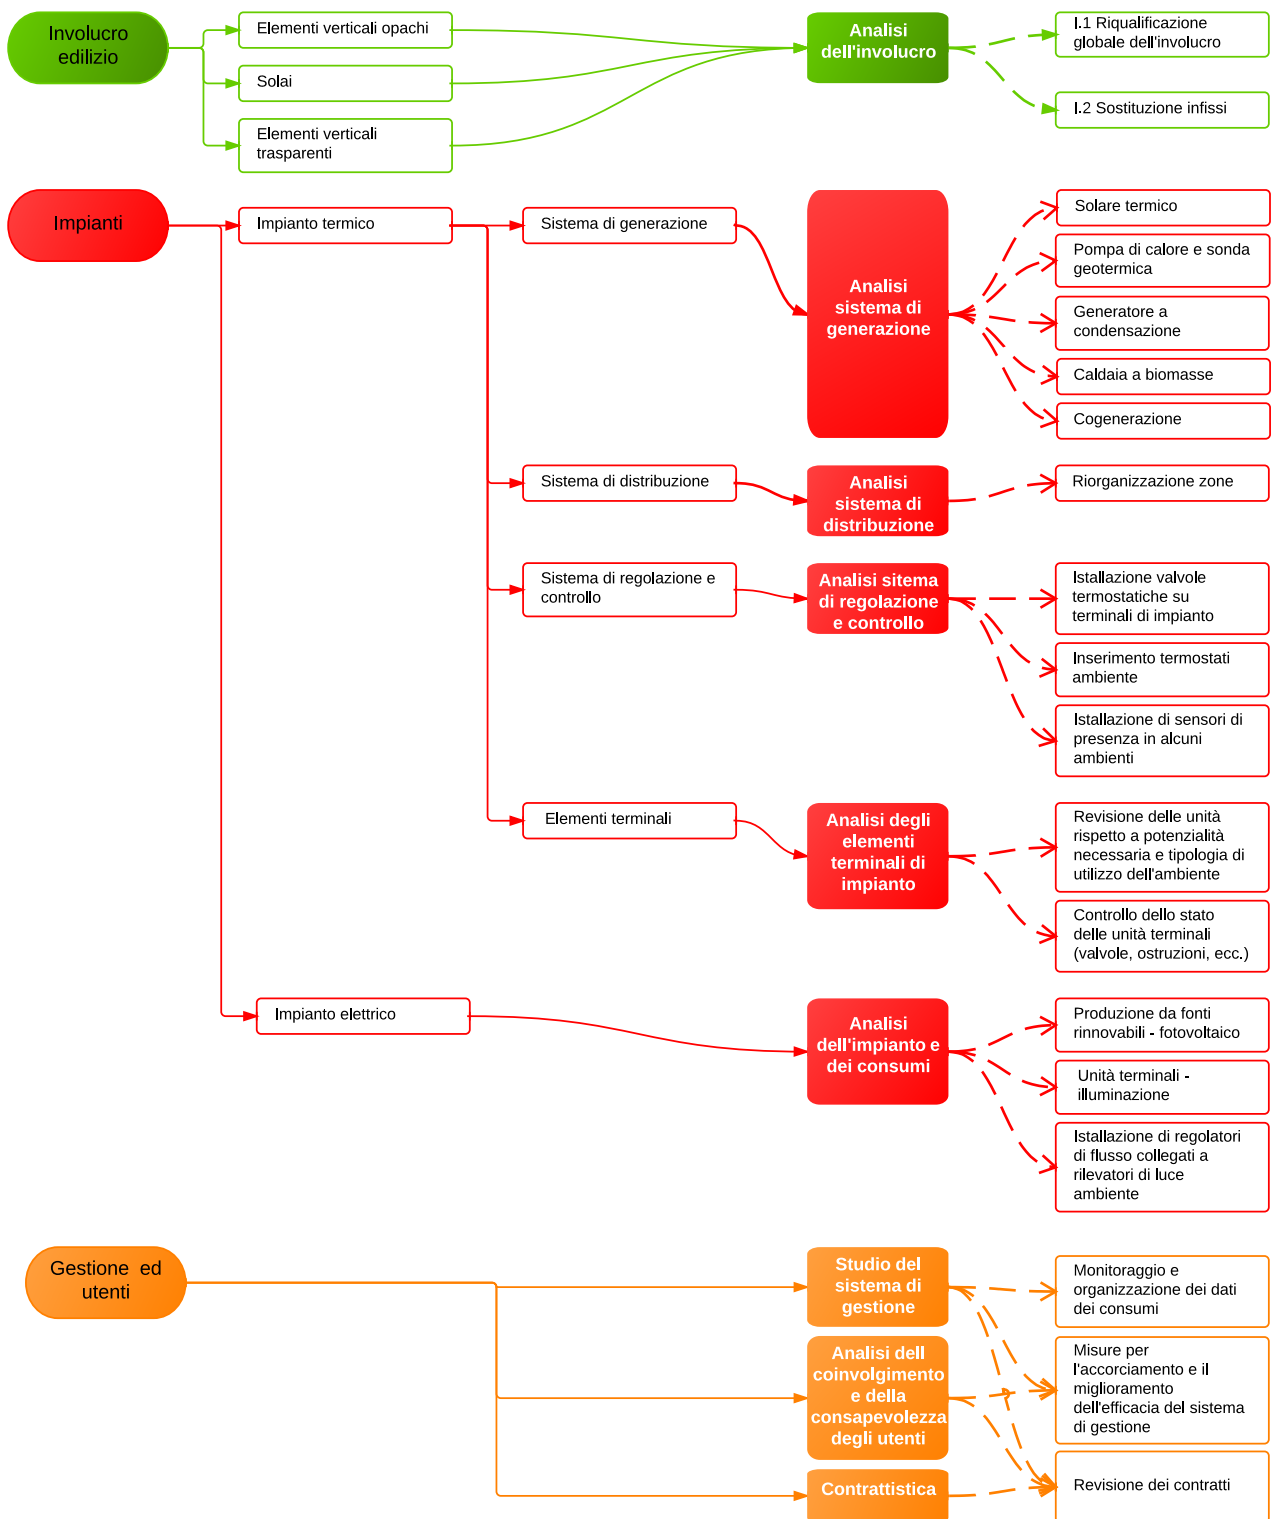 Involucro
edilizio
Elementi verticali opachi
Solai
Elementi verticali
trasparenti
Analisi
dell'involucro
I.1 Riqualificazione
globale dell'involucro
I.2 Sostituzione infissi
Impianti
Impianto termico
Sistema di generazione
Analisi
sistema di
generazione
Solare termico
Pompa di calore e sonda
geotermica
Generatore a
condensazione
Caldaia a biomasse
Cogenerazione
Sistema di distribuzione
Analisi
sistema di
distribuzione
Riorganizzazione zone
Sistema di regolazione e
controllo
Analisi sitema
di regolazione
e controllo
Istallazione valvole
termostatiche su
terminali di impianto
Inserimento termostati
ambiente
Istallazione di sensori di
presenza in alcuni
ambienti
Elementi terminali
Analisi degli
elementi
terminali di
impianto
Revisione delle unità
rispetto a potenzialità
necessaria e tipologia di
utilizzo dell'ambiente
Controllo dello stato
delle unità terminali
(valvole, ostruzioni, ecc.)
Impianto elettrico
Analisi
dell'impianto e
dei consumi
Produzione da fonti
rinnovabili - fotovoltaico
Unità terminali -
illuminazione
Istallazione di regolatori
di flusso collegati a
rilevatori di luce
ambiente
Gestione ed
utenti
Studio del
sistema di
gestione
Analisi dell
coinvolgimento
e della
consapevolezza
degli utenti
Contrattistica
Monitoraggio e
organizzazione dei dati
dei consumi
Misure per
l'accorciamento e il
miglioramento
dell'efficacia del sistema
di gestione
Revisione dei contratti